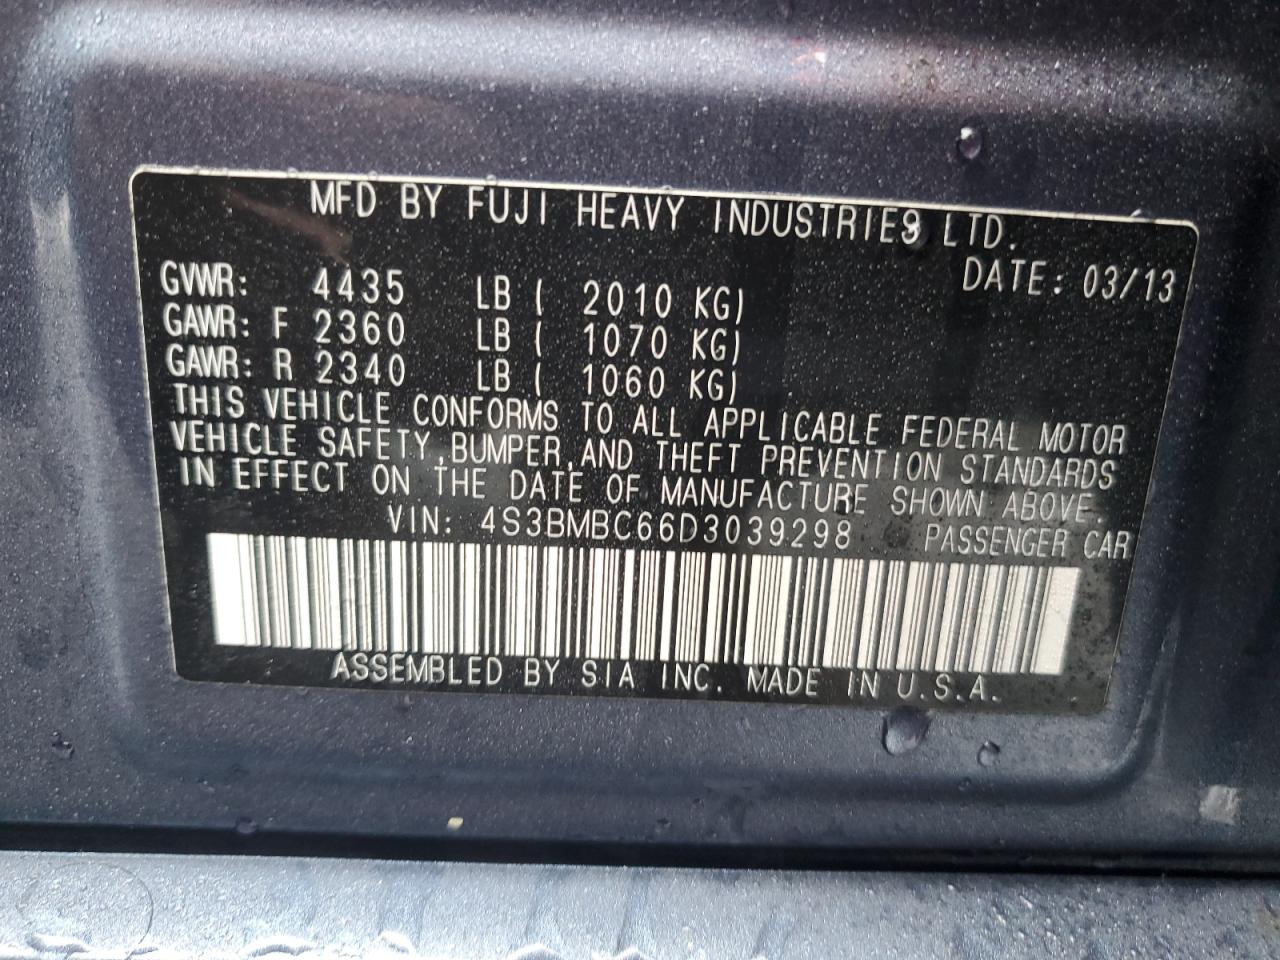 MFD BY FUJI HEAVY INDUSTRIES LTD.
DATE: 03/13
GVWR: 4435 LB ( 2010 KG)
GAWR: F 2360 LB ( 1070 KG)
GAWR: R 2340 LB ( 1060 KG)
THIS VEHICLE CONFORMS TO ALL APPLICABLE FEDERAL MOTOR
VEHICLE SAFETY,BUMPER,AND THEFT PREVENTION STANDARDS
IN EFFECT ON THE DATE OF MANUFACTURE SHOWN ABOVE.
VIN: 4S3BMBC66D3039298 PASSENGER CAR
ASSEMBLED BY SIA INC. MADE IN U.S.A.